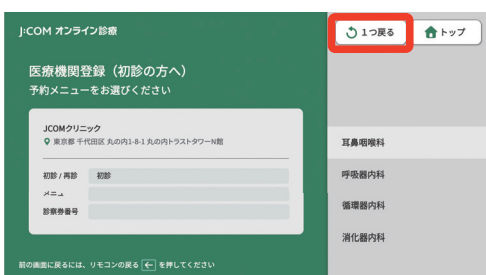 J:COM オンライン診療
1つ戻る
トップ
医療機関登録（初診の方へ）
予約メニューをお選びください
JCOMクリニック
東京都 千代田区 丸の内1-8-1 丸の内トラストタワーN館
初診 / 再診 初診
メニュ
診察券番号
耳鼻咽喉科
呼吸器内科
循環器内科
消化器内科
前の画面に戻るには、リモコンの戻る ← を押してください